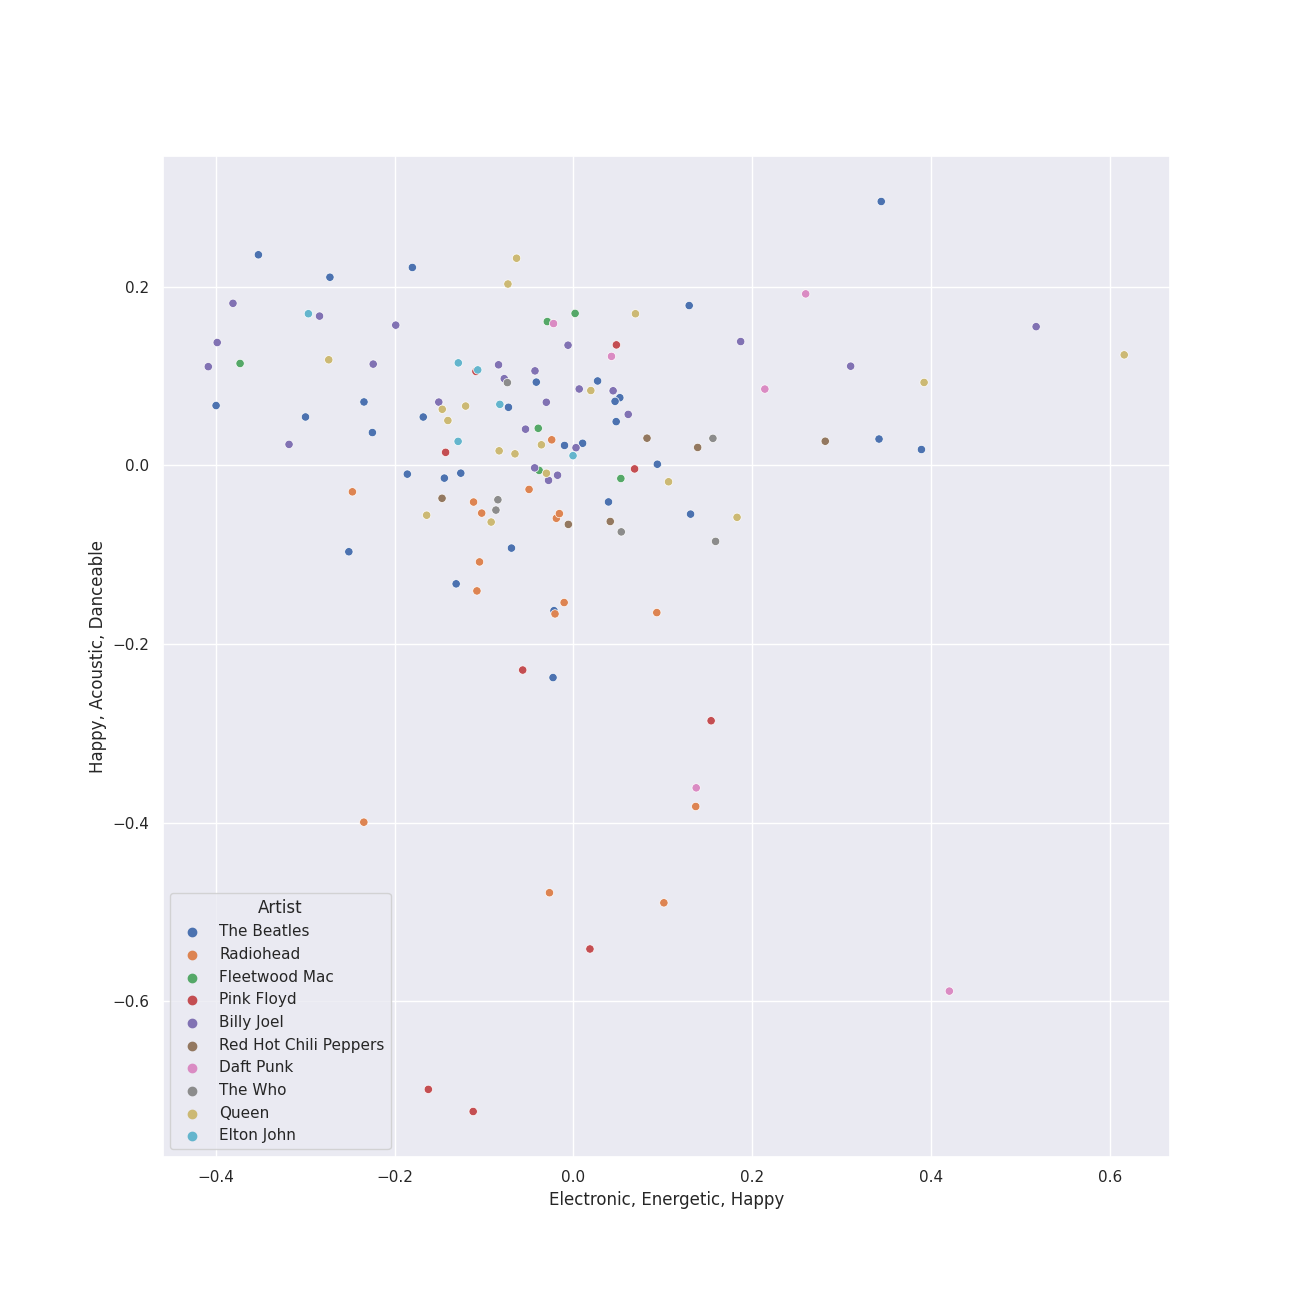 0.2
0.0
−0.2
−0.4
−0.6
Happy, Acoustic, Danceable
Artist
The Beatles
Radiohead
Fleetwood Mac
Pink Floyd
Billy Joel
Red Hot Chili Peppers
Daft Punk
The Who
Queen
Elton John
−0.4 −0.2 0.0 0.2 0.4 0.6
Electronic, Energetic, Happy